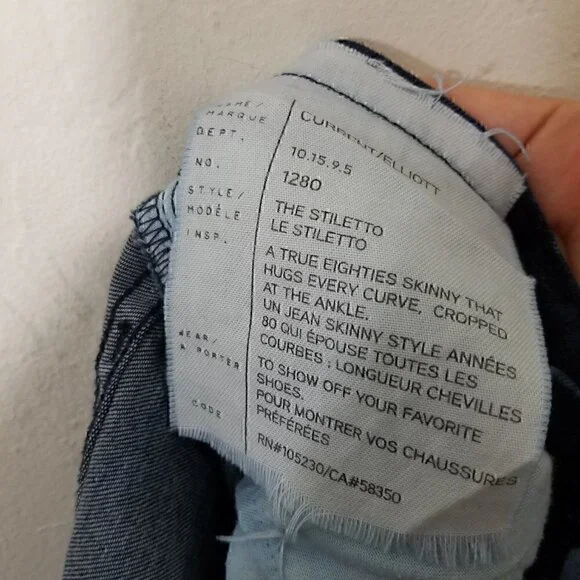 NAME/
MARQUE
CURRENT/ELLIOTT
DEPT.
10.15.9.5
NO.
1280
STYLE/
MODÈLE
THE STILETTO
LE STILETTO
INSP.
A TRUE EIGHTIES SKINNY THAT
HUGS EVERY CURVE, CROPPED
AT THE ANKLE.
UN JEAN SKINNY STYLE ANNÉES
80 QUI ÉPOUSE TOUTES LES
COURBES ; LONGUEUR CHEVILLES
WEAR/
À PORTER
TO SHOW OFF YOUR FAVORITE
SHOES.
POUR MONTRER VOS CHAUSSURES
PRÉFÉRÉES
CODE
RN#105230/CA#58350